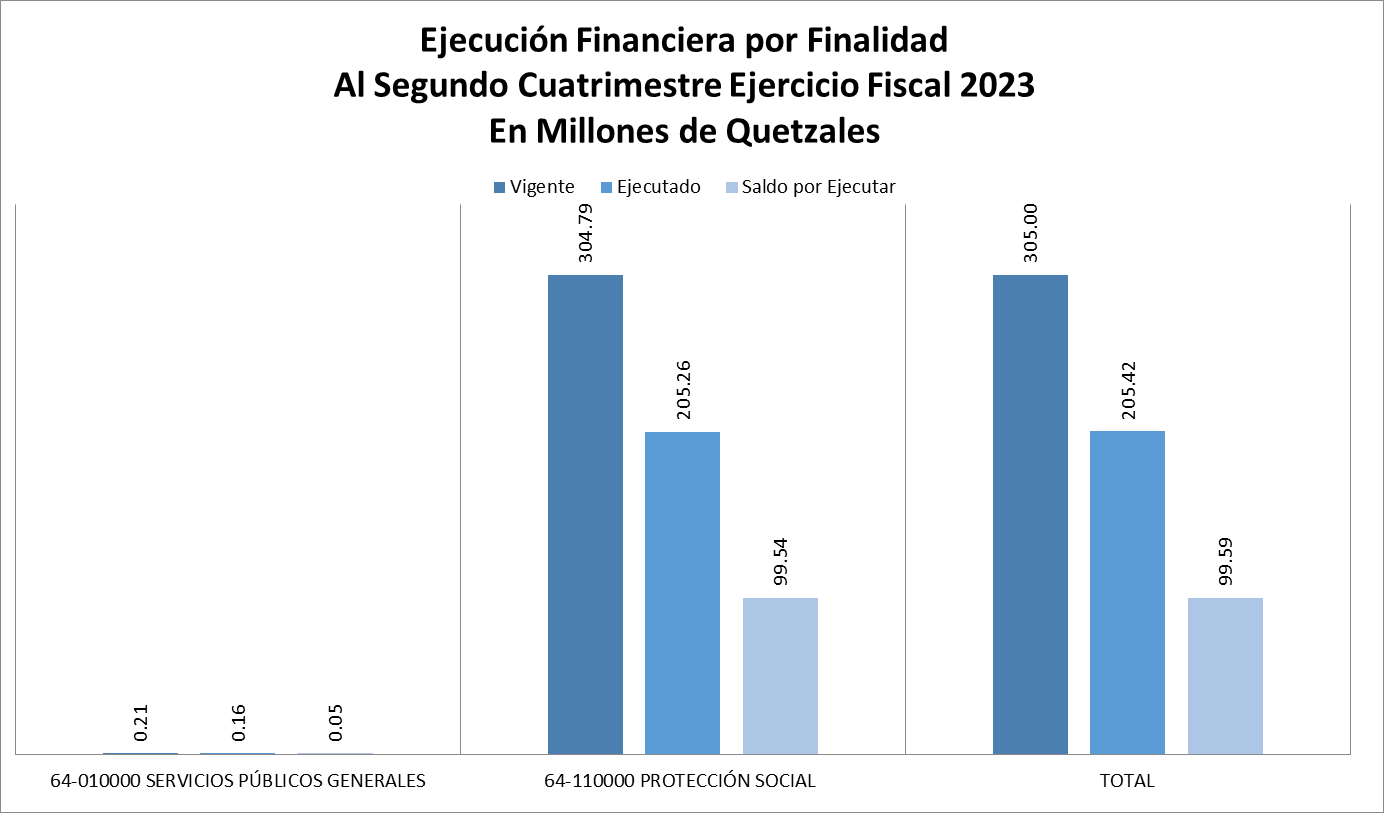 Ejecución Financiera por Finalidad
Al Segundo Cuatrimestre Ejercicio Fiscal 2023
En Millones de Quetzales
Vigente Ejecutado Saldo por Ejecutar
0.21
0.16
0.05
304.79
205.26
99.54
305.00
205.42
99.59
64-010000 SERVICIOS PÚBLICOS GENERALES
64-110000 PROTECCIÓN SOCIAL
TOTAL